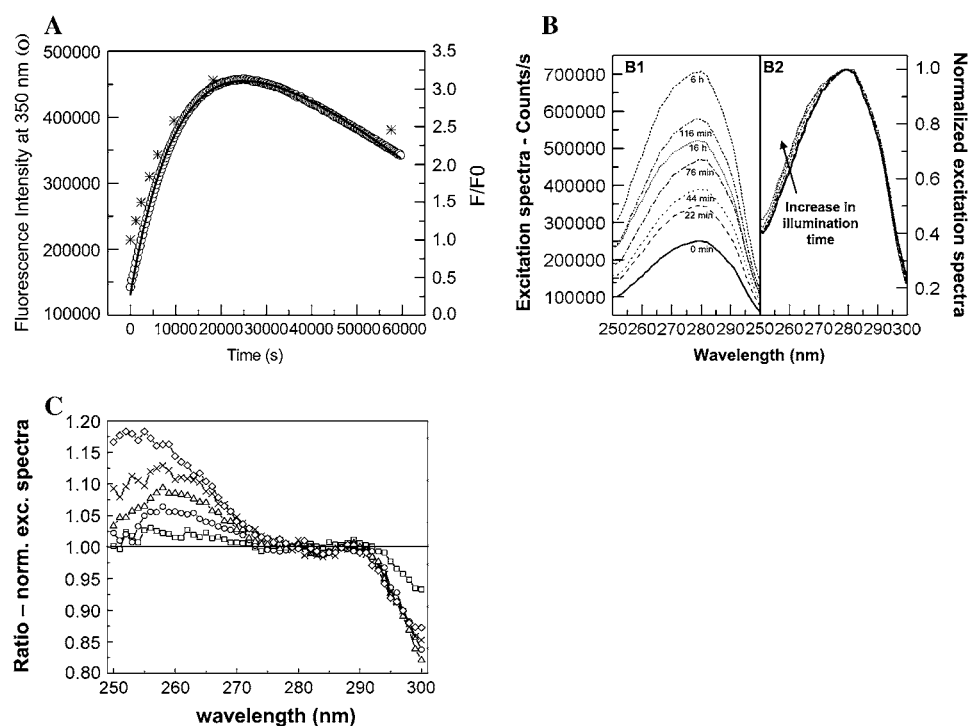 A
Fluorescence Intensity at 350 nm (o)
500000
400000
300000
200000
100000
3.5
3.0
2.5
2.0
1.5
1.0
0.5
0.0
F/F0
0 10000 20000 30000 40000 50000 60000
Time (s)
B
B1
B2
Excitation spectra - Counts/s
700000
600000
500000
400000
300000
200000
100000
6 h
116 min
16 h
76 min
44 min
22 min
0 min
Increase in
illumination
time
1.0
0.8
0.6
0.4
0.2
Normalized excitation spectra
250 260 270 280 290 250 260 270 280 290 300
Wavelength (nm)
C
Ratio – norm. exc. spectra
1.20
1.15
1.10
1.05
1.00
0.95
0.90
0.85
0.80
250 260 270 280 290 300
wavelength (nm)